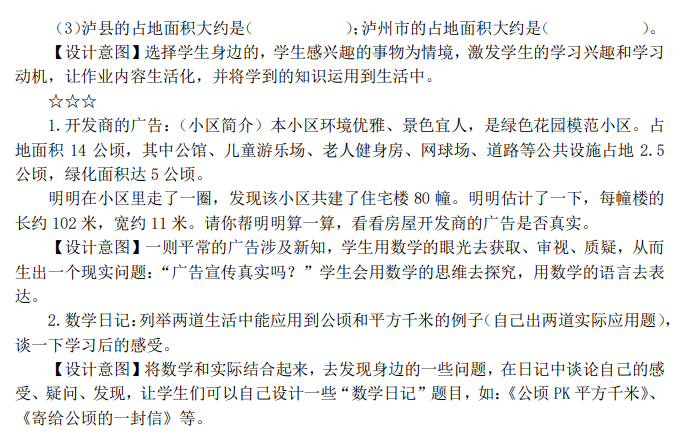 （3）泸县的占地面积大约是(　　　　　　　)；泸州市的占地面积大约是(　　　　　　　)。
【设计意图】选择学生身边的，学生感兴趣的事物为情境，激发学生的学习兴趣和学习
动机，让作业内容生活化，并将学到的知识运用到生活中。
☆☆☆
1.开发商的广告：（小区简介）本小区环境优雅、景色宜人，是绿色花园模范小区。占
地面积 14 公顷，其中公馆、儿童游乐场、老人健身房、网球场、道路等公共设施占地 2.5
公顷，绿化面积达 5 公顷。
明明在小区里走了一圈，发现该小区共建了住宅楼 80 幢。明明估计了一下，每幢楼的
长约 102 米，宽约 11 米。请你帮明明算一算，看看房屋开发商的广告是否真实。
【设计意图】一则平常的广告涉及新知，学生用数学的眼光去获取、审视、质疑，从而
生出一个现实问题：“广告宣传真实吗？”学生会用数学的思维去探究，用数学的语言去表
达。
2.数学日记：列举两道生活中能应用到公顷和平方千米的例子（自己出两道实际应用题），
谈一下学习后的感受。
【设计意图】将数学和实际结合起来，去发现身边的一些问题，在日记中谈论自己的感
受、疑问、发现，让学生们可以自己设计一些“数学日记”题目，如：《公顷 PK 平方千米》、
《寄给公顷的一封信》等。